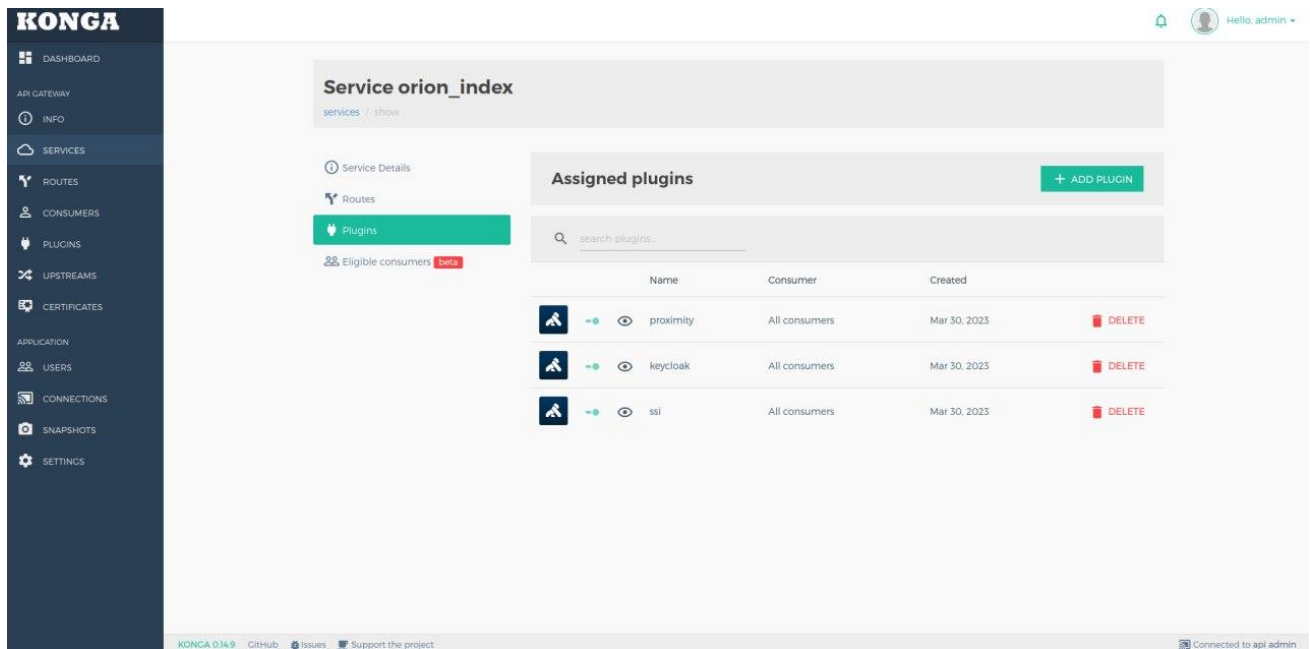 KONGA
Hello, admin
DASHBOARD
API GATEWAY
INFO
SERVICES
ROUTES
CONSUMERS
PLUGINS
UPSTREAMS
CERTIFICATES
APPLICATION
USERS
CONNECTIONS
SNAPSHOTS
SETTINGS
Service orion_index
services / show
Service Details
Routes
Plugins
Eligible consumers beta
Assigned plugins
+ ADD PLUGIN
search plugins...
Name Consumer Created
proximity All consumers Mar 30, 2023 DELETE
keycloak All consumers Mar 30, 2023 DELETE
ssi All consumers Mar 30, 2023 DELETE
KONGA 0.14.9 GitHub Issues Support the project Connected to api admin